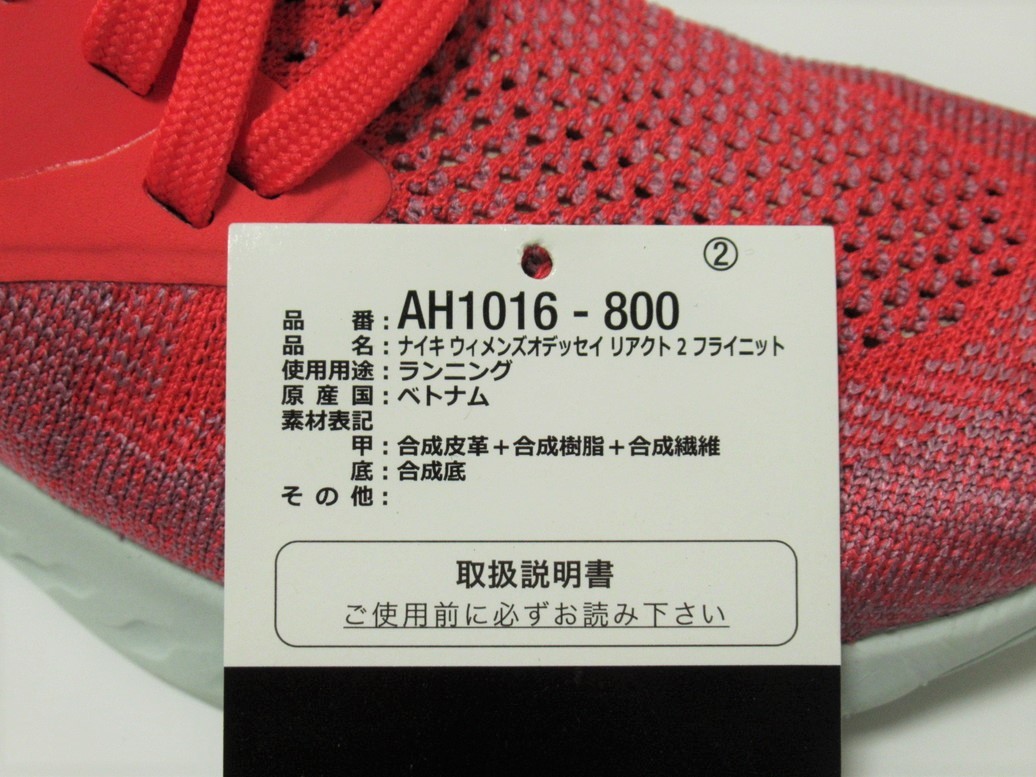 ②
品番：AH1016 - 800
品名：ナイキ ウィメンズオデッセイ リアクト 2 フライニット
使用用途：ランニング
原産国：ベトナム
素材表記
甲：合成皮革＋合成樹脂＋合成繊維
底：合成底
その他：
取扱説明書
ご使用前に必ずお読み下さい